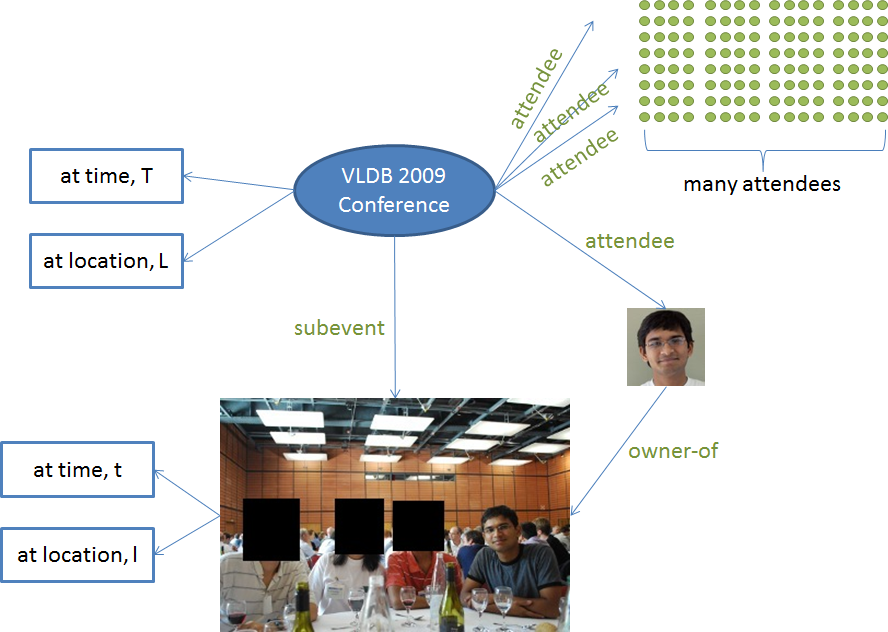 attendee
attendee
attendee
many attendees
VLDB 2009
Conference
at time, T
at location, L
attendee
subevent
owner-of
at time, t
at location, l